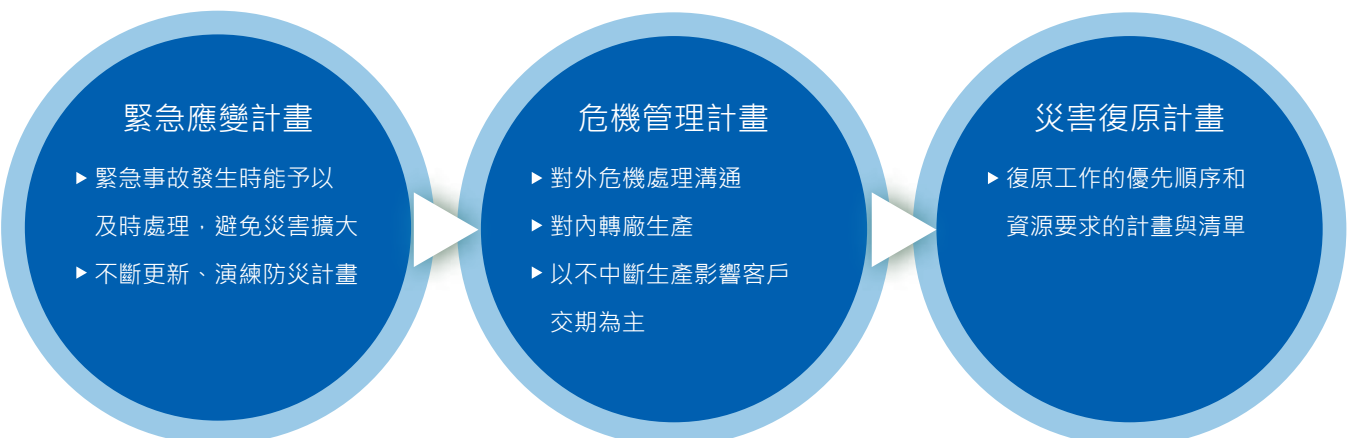 緊急應變計畫
▶ 緊急事故發生時能予以
及時處理，避免災害擴大
▶ 不斷更新、演練防災計畫
危機管理計畫
▶ 對外危機處理溝通
▶ 對內轉廠生產
▶ 以不中斷生產影響客戶
交期為主
災害復原計畫
▶ 復原工作的優先順序和
資源要求的計畫與清單